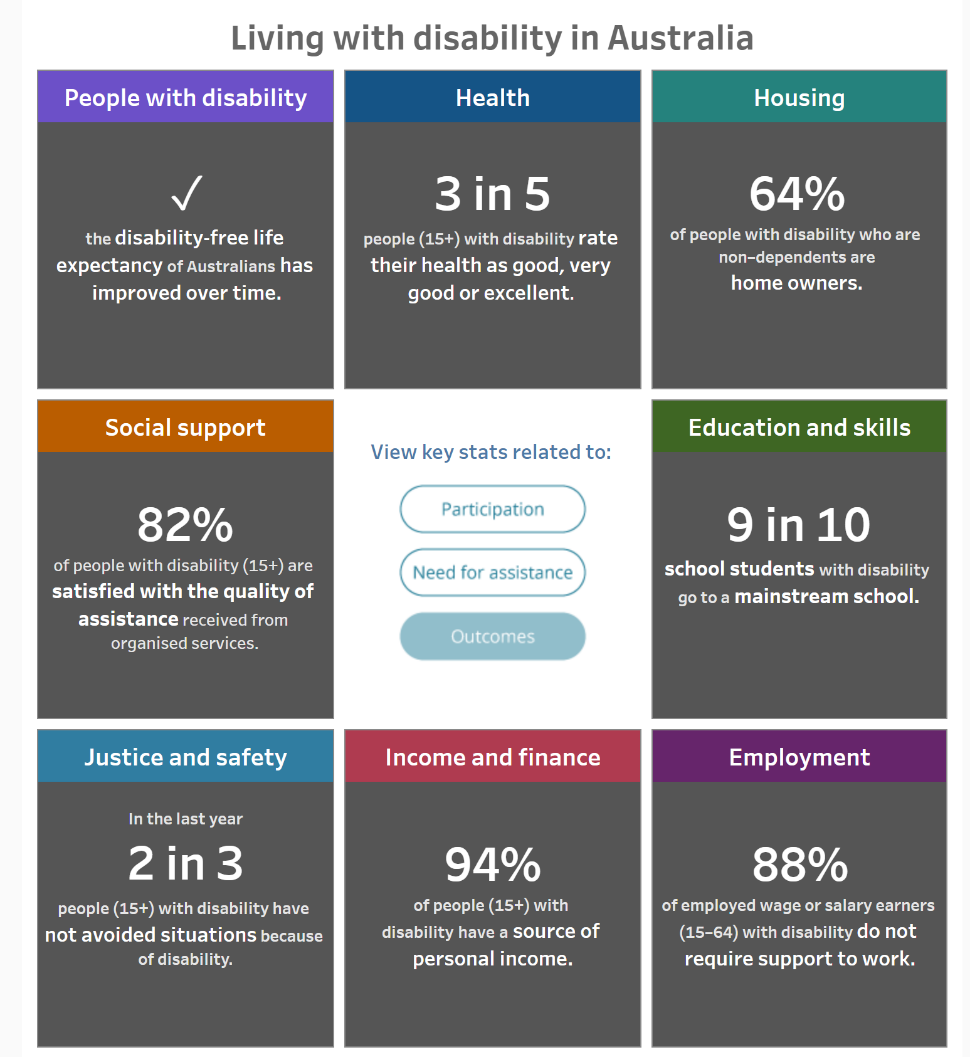 Living with disability in Australia
People with disability
✓
the disability-free life
expectancy of Australians has
improved over time.
Health
3 in 5
people (15+) with disability rate
their health as good, very
good or excellent.
Housing
64%
of people with disability who are
non–dependents are
home owners.
Social support
82%
of people with disability (15+) are
satisfied with the quality of
assistance received from
organised services.
View key stats related to:
Participation
Need for assistance
Outcomes
Education and skills
9 in 10
school students with disability
go to a mainstream school.
Justice and safety
In the last year
2 in 3
people (15+) with disability have
not avoided situations because
of disability.
Income and finance
94%
of people (15+) with
disability have a source of
personal income.
Employment
88%
of employed wage or salary earners
(15–64) with disability do not
require support to work.